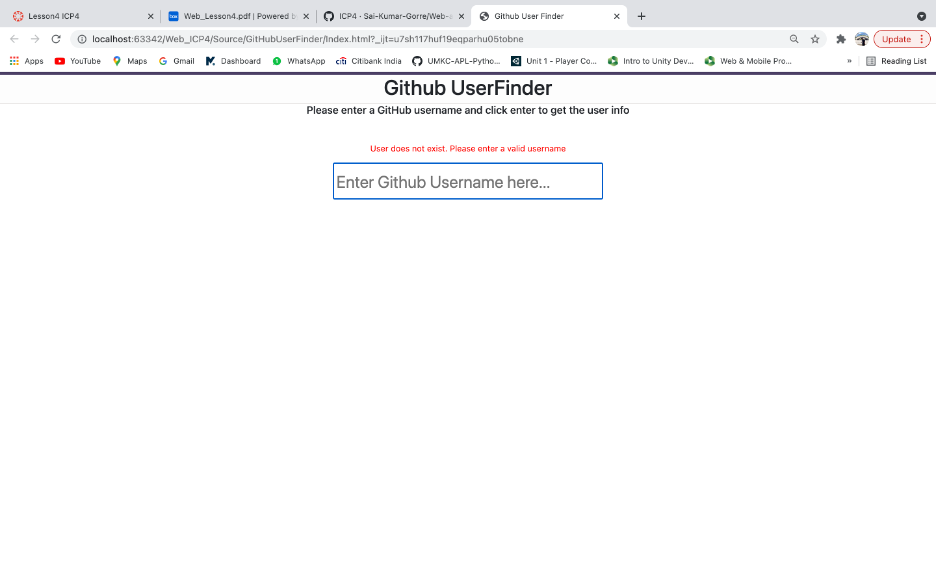 Lesson4 ICP4
Web_Lesson4.pdf | Powered b
ICP4 · Sai-Kumar-Gorre/Web-a
Github User Finder
localhost:63342/Web_ICP4/Source/GitHubUserFinder/Index.html?_ijt=u7sh117huf19eqparhu05tobne
Update
Apps
YouTube
Maps
Gmail
Dashboard
WhatsApp
citi Citibank India
UMKC-APL-Pytho...
Unit 1 - Player Co...
Intro to Unity Dev...
Web & Mobile Pro...
»
Reading List
Github UserFinder
Please enter a GitHub username and click enter to get the user info
User does not exist. Please enter a valid username
Enter Github Username here...